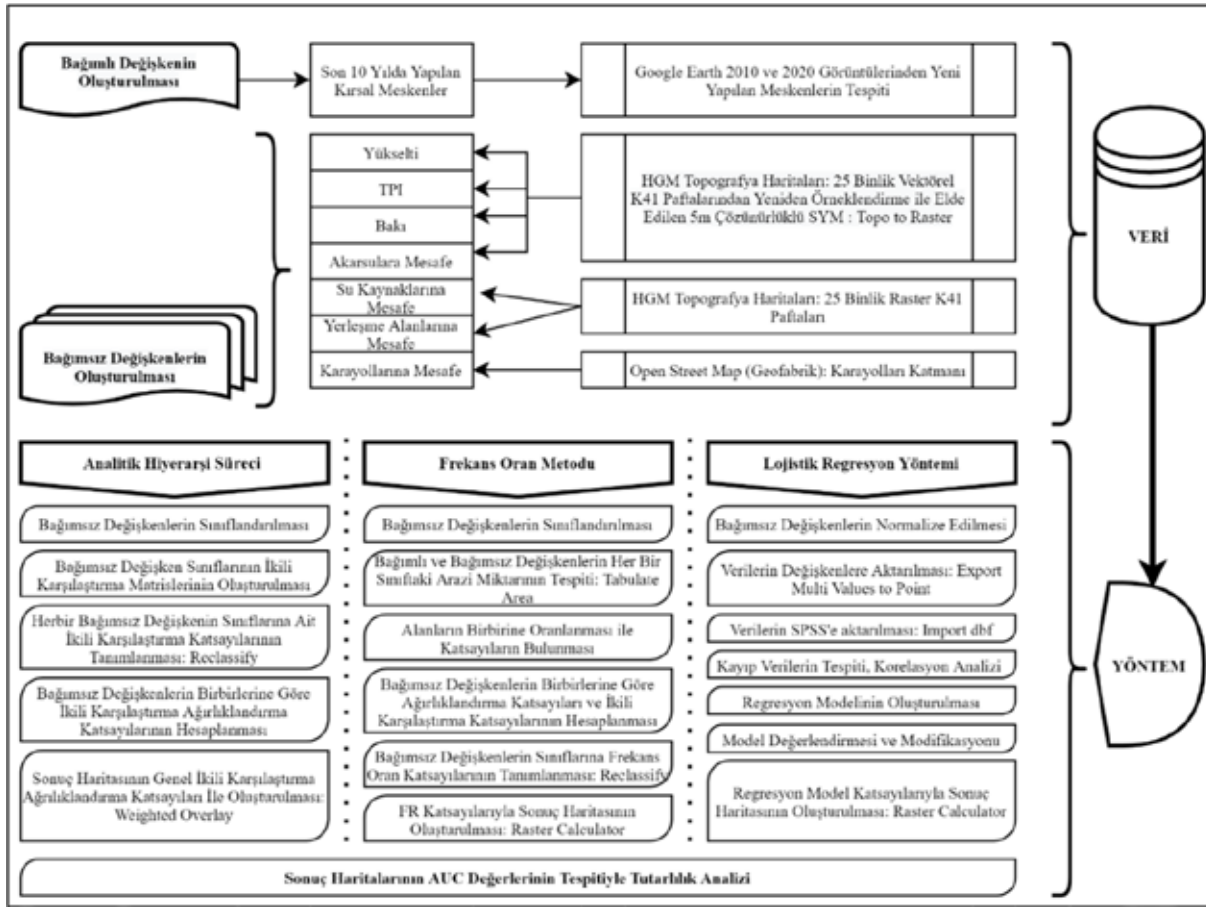 Bağımlı Değişkenin
Oluşturulması
Son 10 Yılda Yapılan
Kırsal Meskenler
Google Earth 2010 ve 2020 Görüntülerinden Yeni
Yapılan Meskenlerin Tespiti
Yükselti
TPI
Bakı
Akarsulara Mesafe
Su Kaynaklarına
Mesafe
Yerleşme Alanlarına
Mesafe
Karayollarına Mesafe
HGM Topografya Haritaları: 25 Binlik Vektörel
K41 Paftalarından Yeniden Örneklendirme ile Elde
Edilen 5m Çözünürlüklü SYM : Topo to Raster
HGM Topografya Haritaları: 25 Binlik Raster K41
Paftaları
Open Street Map (Geofabrik): Karayolları Katmanı
Bağımsız Değişkenlerin
Oluşturulması
VERİ
Analitik Hiyerarşi Süreci
Bağımsız Değişkenlerin Sınıflandırılması
Bağımsız Değişken Sınıflarının İkili
Karşılaştırma Matrislerinin Oluşturulması
Herbir Bağımsız Değişkenin Sınıflarına Ait
İkili Karşılaştırma Katsayılarının
Tanımlanması: Reclassify
Bağımsız Değişkenlerin Birbirlerine Göre
İkili Karşılaştırma Ağırlıklandırma
Katsayılarının Hesaplanması
Sonuç Haritasının Genel İkili Karşılaştırma
Ağırılıklandırma Katsayıları İle Oluşturulması:
Weighted Overlay
Frekans Oran Metodu
Bağımsız Değişkenlerin Sınıflandırılması
Bağımlı ve Bağımsız Değişkenlerin Her Bir
Sınıftaki Arazi Miktarının Tespiti: Tabulate
Area
Alanların Birbirine Oranlanması ile
Katsayıların Bulunması
Bağımsız Değişkenlerin Birbirlerine Göre
Ağırlıklandırma Katsayıları ve İkili
Karşılaştırma Katsayılarının Hesaplanması
Bağımsız Değişkenlerin Sınıflarına Frekans
Oran Katsayılarının Tanımlanması: Reclassify
FR Katsayılarıyla Sonuç Haritasının
Oluşturulması: Raster Calculator
Lojistik Regresyon Yöntemi
Bağımsız Değişkenlerin Normalize Edilmesi
Verilerin Değişkenlere Aktarılması: Export
Multi Values to Point
Verilerin SPSS'e aktarılması: Import dbf
Kayıp Verilerin Tespiti, Korelasyon Analizi
Regresyon Modelinin Oluşturulması
Model Değerlendirmesi ve Modifikasyonu
Regresyon Model Katsayılarıyla Sonuç
Haritasının Oluşturulması: Raster Calculator
YÖNTEM
Sonuç Haritalarının AUC Değerlerinin Tespitiyle Tutarlılık Analizi